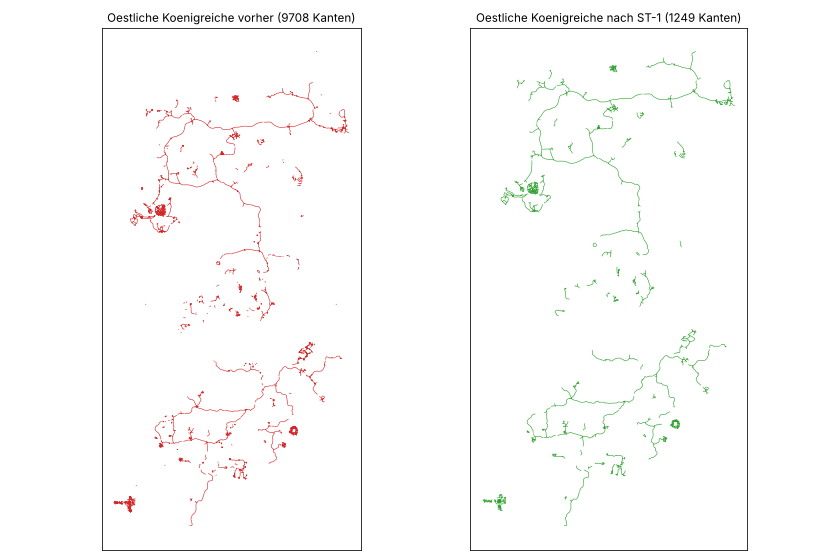 Oestliche Koenigreiche vorher (9708 Kanten)
Oestliche Koenigreiche nach ST-1 (1249 Kanten)